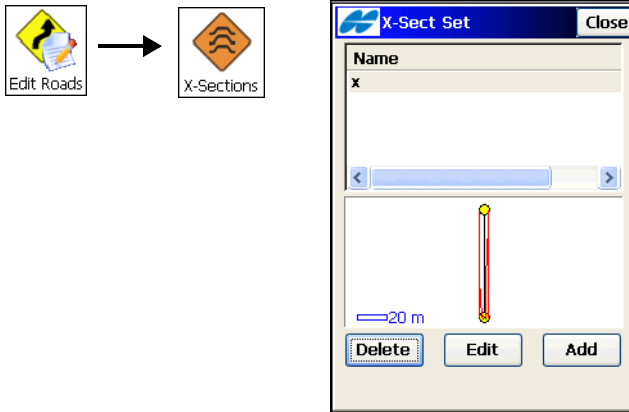 Edit Roads
X-Sections
X-Sect Set
Close
Name
x
20 m
Delete
Edit
Add